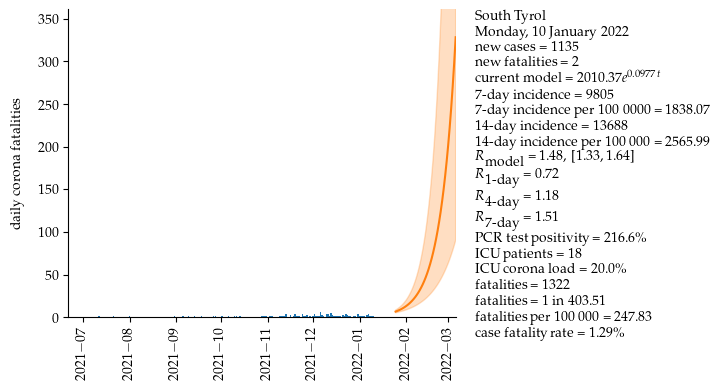 South Tyrol
Monday, 10 January 2022
new cases = 1135
new fatalities = 2
current model = 2010.37e^0.0977 t
7-day incidence = 9805
7-day incidence per 100 0000 = 1838.07
14-day incidence = 13688
14-day incidence per 100 000 = 2565.99
R model = 1.48, [1.33, 1.64]
R 1-day = 0.72
R 4-day = 1.18
R 7-day = 1.51
PCR test positivity = 216.6%
ICU patients = 18
ICU corona load = 20.0%
fatalities = 1322
fatalities = 1 in 403.51
fatalities per 100 000 = 247.83
case fatality rate = 1.29%
daily corona fatalities
350
300
250
200
150
100
50
0
2021−07
2021−08
2021−09
2021−10
2021−11
2021−12
2022−01
2022−02
2022−03